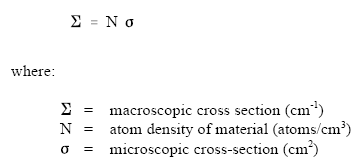 Σ = N σ
where:
Σ = macroscopic cross section (cm⁻¹)
N = atom density of material (atoms/cm³)
σ = microscopic cross-section (cm²)